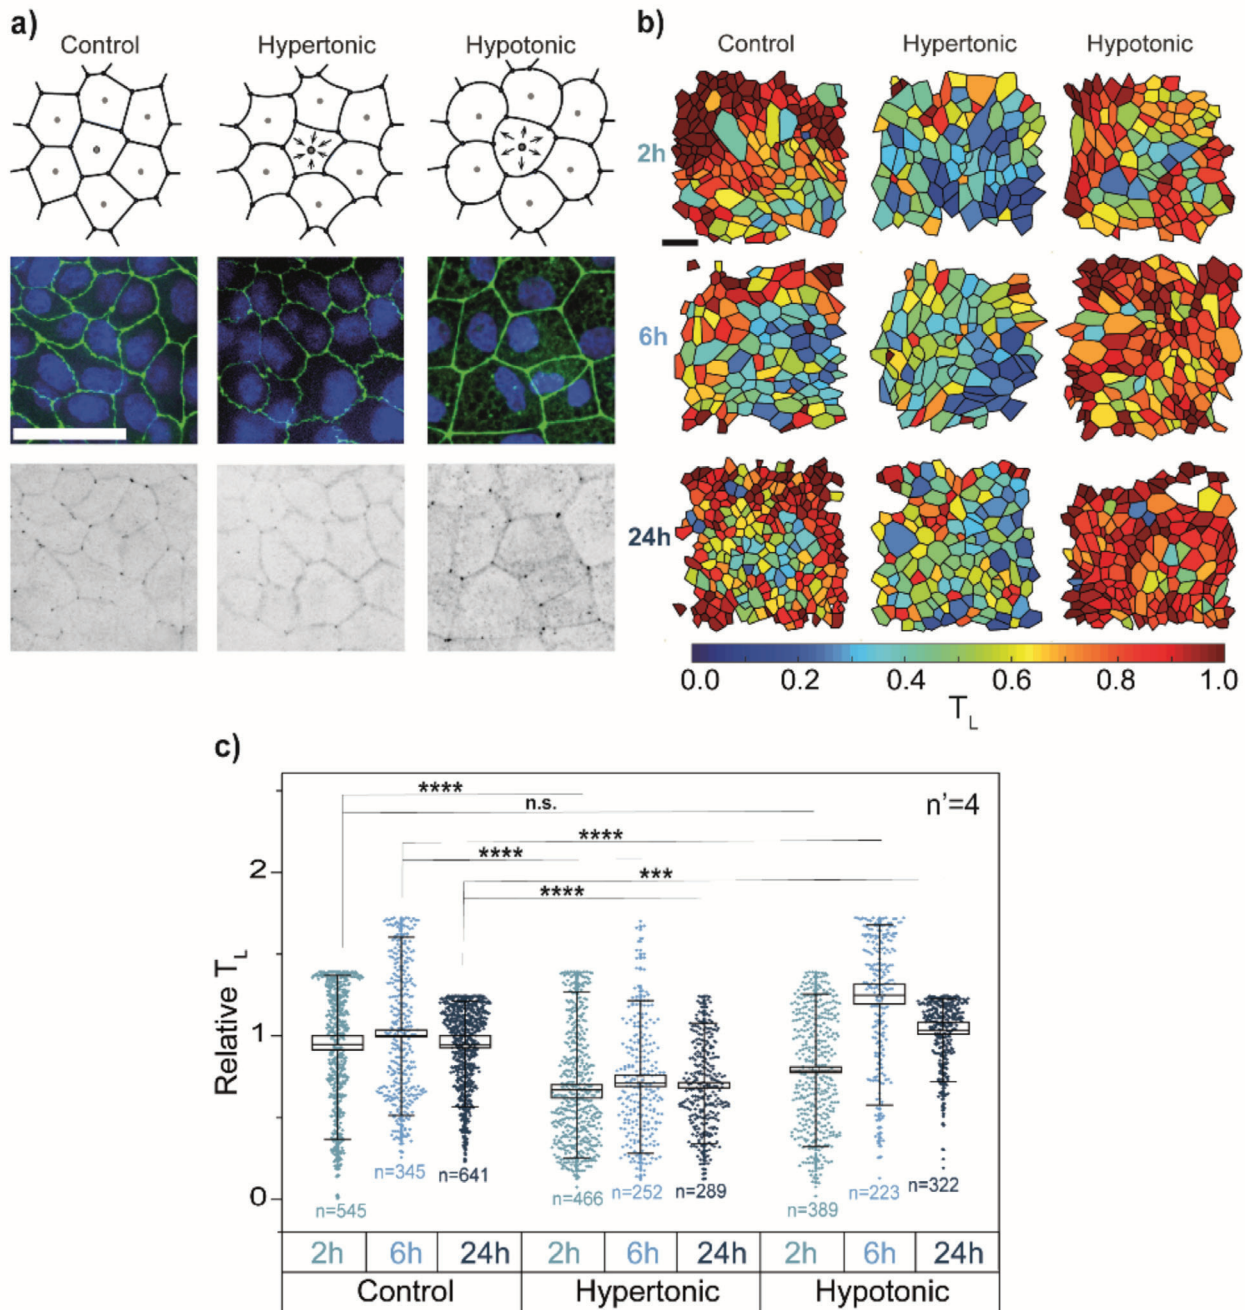 a)
Control Hypertonic Hypotonic
b)
Control Hypertonic Hypotonic
2h
6h
24h
0.0 0.2 0.4 0.6 0.8 1.0
T_L
c)
n'=4
****
n.s.
****
****
***
****
2
1
0
Relative T_L
n=545
n=345
n=641
n=466
n=252
n=289
n=389
n=223
n=322
2h 6h 24h 2h 6h 24h 2h 6h 24h
Control Hypertonic Hypotonic